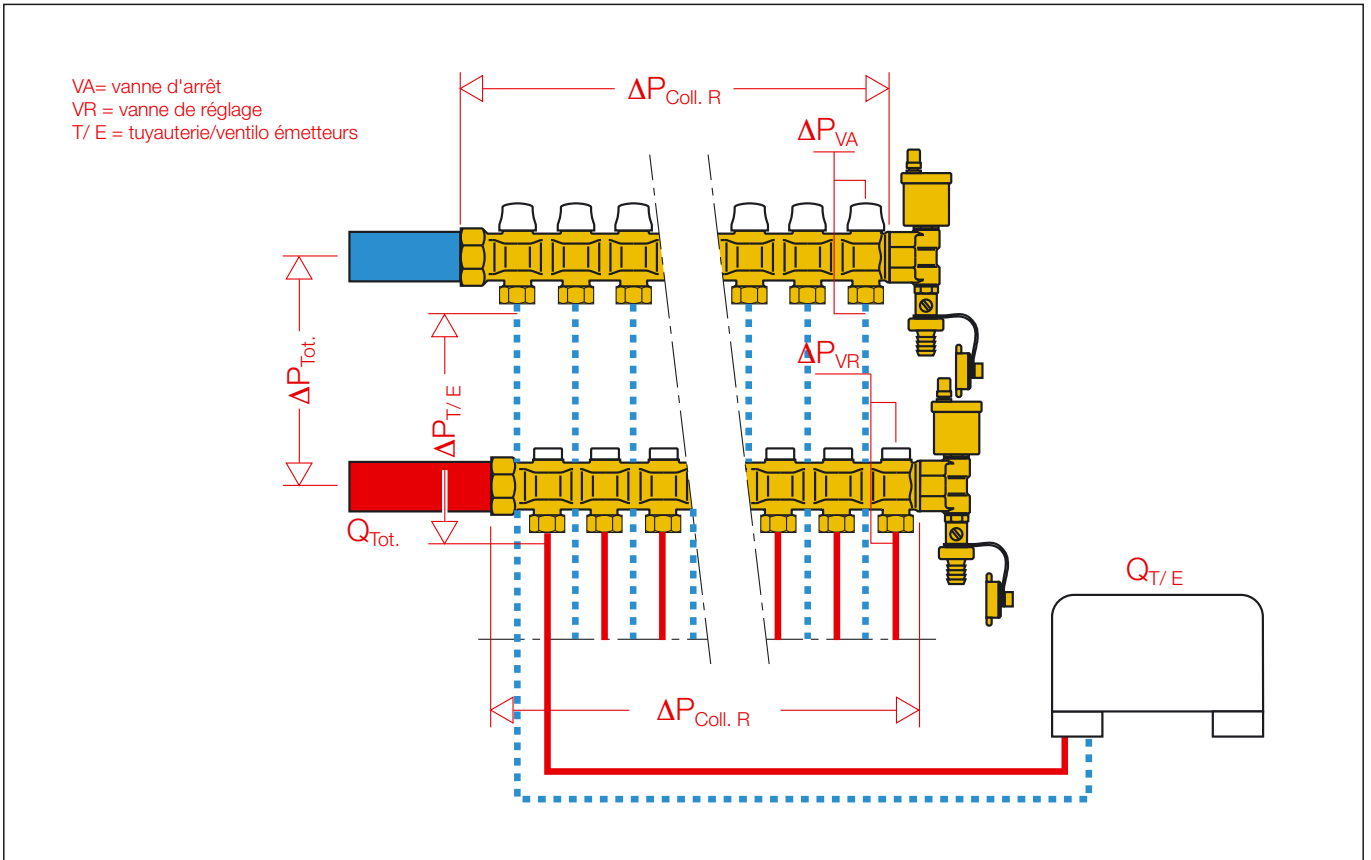 VA= vanne d'arrêt
VR = vanne de réglage
T/ E = tuyauterie/ventilo émetteurs
ΔPColl. R
ΔPVA
ΔPTot.
ΔPT/ E
ΔPVR
QTot.
QT/ E
ΔPColl. R